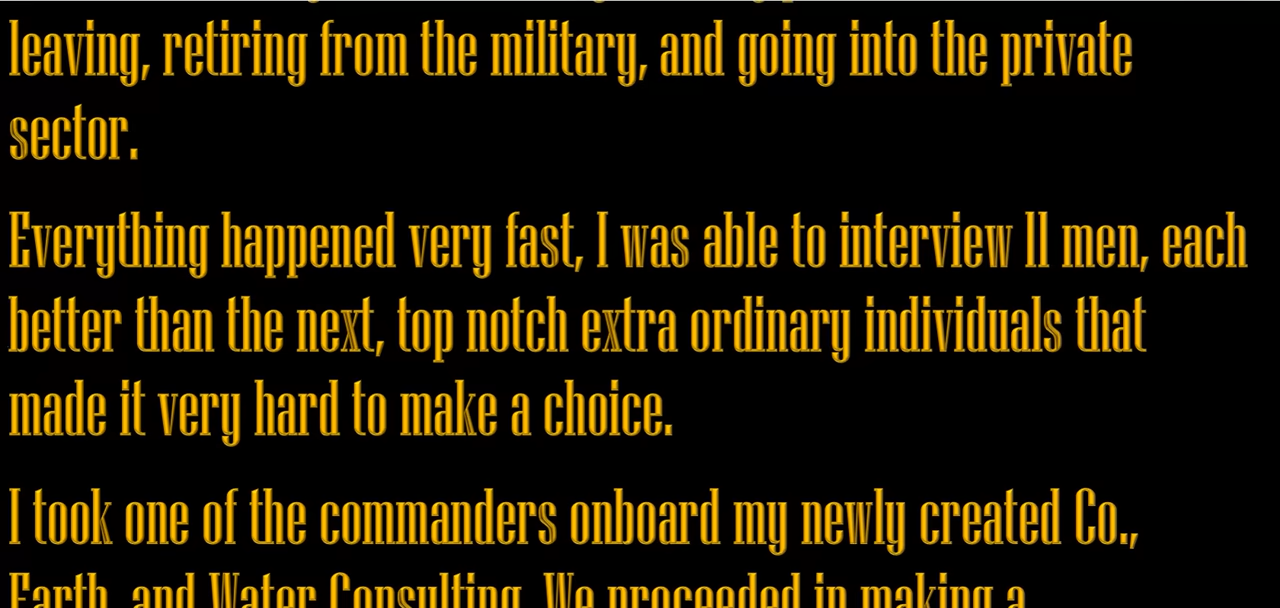 leaving, retiring from the military, and going into the private
sector.
Everything happened very fast, I was able to interview 11 men, each
better than the next, top notch extra ordinary individuals that
made it very hard to make a choice.
I took one of the commanders onboard my newly created Co.,
Earth, and Water Consulting. We proceeded in making a